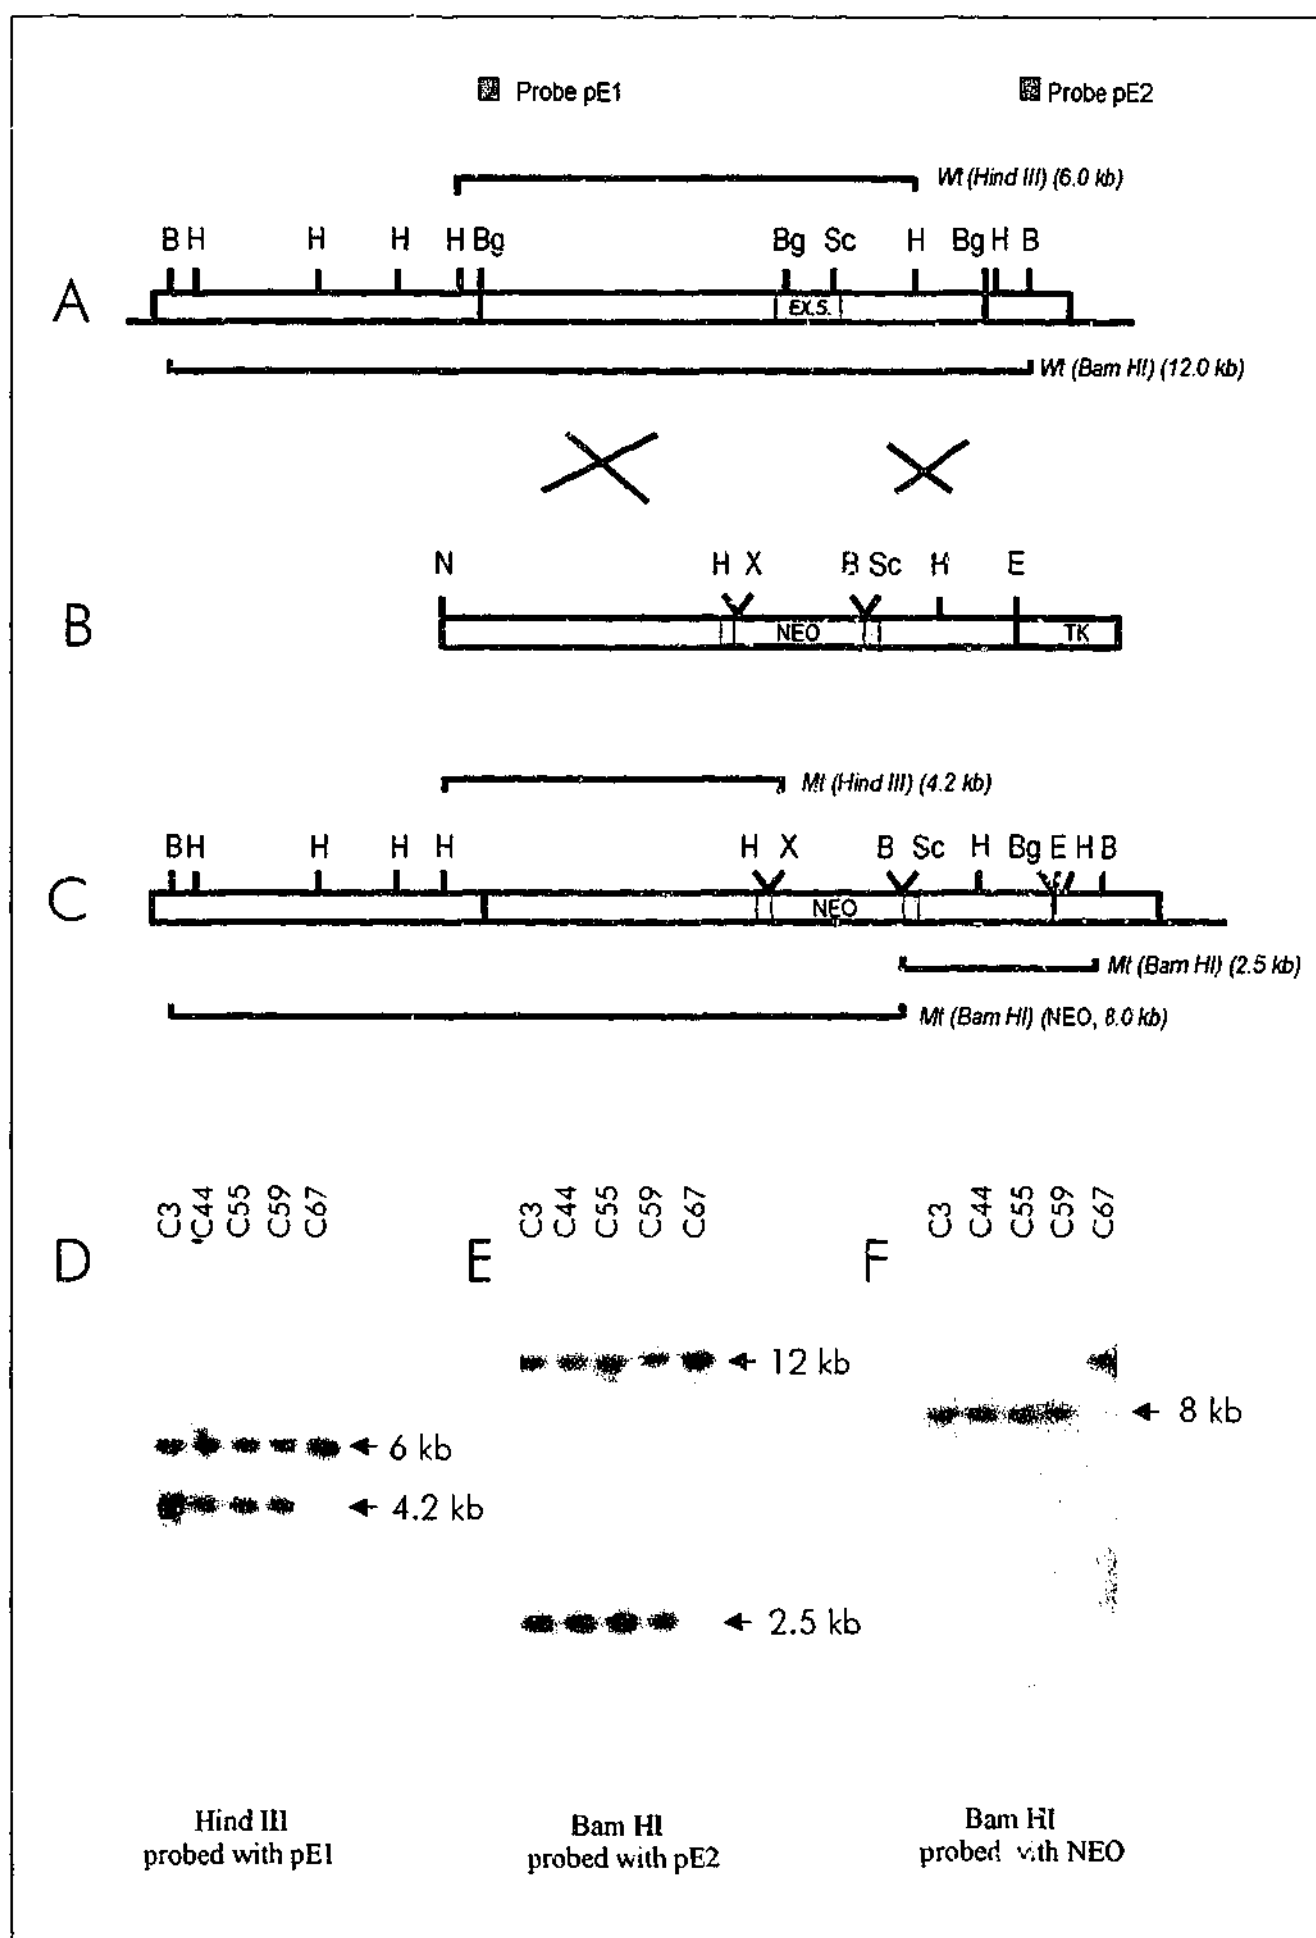 Probe pE1 Probe pE2
Wt (Hind III) (6.0 kb)
B H H H H Bg Bg Sc H Bg H B
A
EX.5.
Wt (Bam HI) (12.0 kb)
N H X B Sc H E
B
NEO TK
Mt (Hind III) (4.2 kb)
B H H H H H X B Sc H Bg E H B
C
NEO
Mt (Bam HI) (2.5 kb)
Mt (Bam HI) (NEO, 8.0 kb)
C3 C44 C55 C59 C67 C3 C44 C55 C59 C67 C3 C44 C55 C59 C67
D E F
12 kb
8 kb
6 kb
4.2 kb
2.5 kb
Hind III
probed with pE1
Bam HI
probed with pE2
Bam HI
probed with NEO